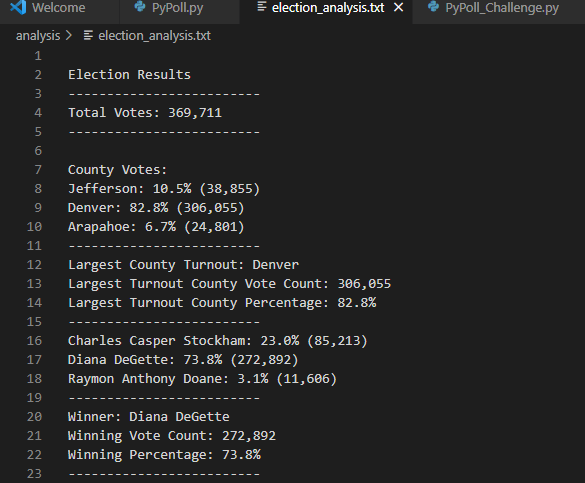 Welcome PyPoll.py election_analysis.txt PyPoll_Challenge.py
analysis > election_analysis.txt
1
2 Election Results
3 -------------------------
4 Total Votes: 369,711
5 -------------------------
6
7 County Votes:
8 Jefferson: 10.5% (38,855)
9 Denver: 82.8% (306,055)
10 Arapahoe: 6.7% (24,801)
11 -------------------------
12 Largest County Turnout: Denver
13 Largest Turnout County Vote Count: 306,055
14 Largest Turnout County Percentage: 82.8%
15 -------------------------
16 Charles Casper Stockham: 23.0% (85,213)
17 Diana DeGette: 73.8% (272,892)
18 Raymon Anthony Doane: 3.1% (11,606)
19 -------------------------
20 Winner: Diana DeGette
21 Winning Vote Count: 272,892
22 Winning Percentage: 73.8%
23 -------------------------